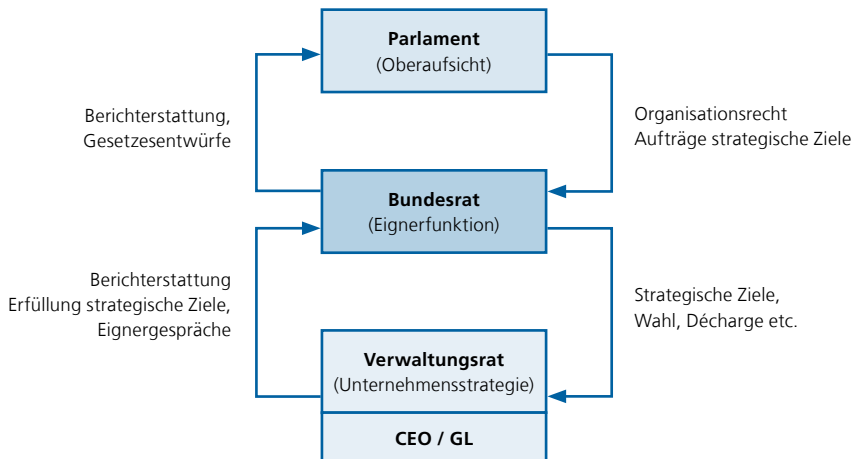 Parlament
(Oberaufsicht)
Berichterstattung,
Gesetzesentwürfe
Organisationsrecht
Aufträge strategische Ziele
Bundesrat
(Eignerfunktion)
Berichterstattung
Erfüllung strategische Ziele,
Eignergespräche
Strategische Ziele,
Wahl, Décharge etc.
Verwaltungsrat
(Unternehmensstrategie)
CEO / GL